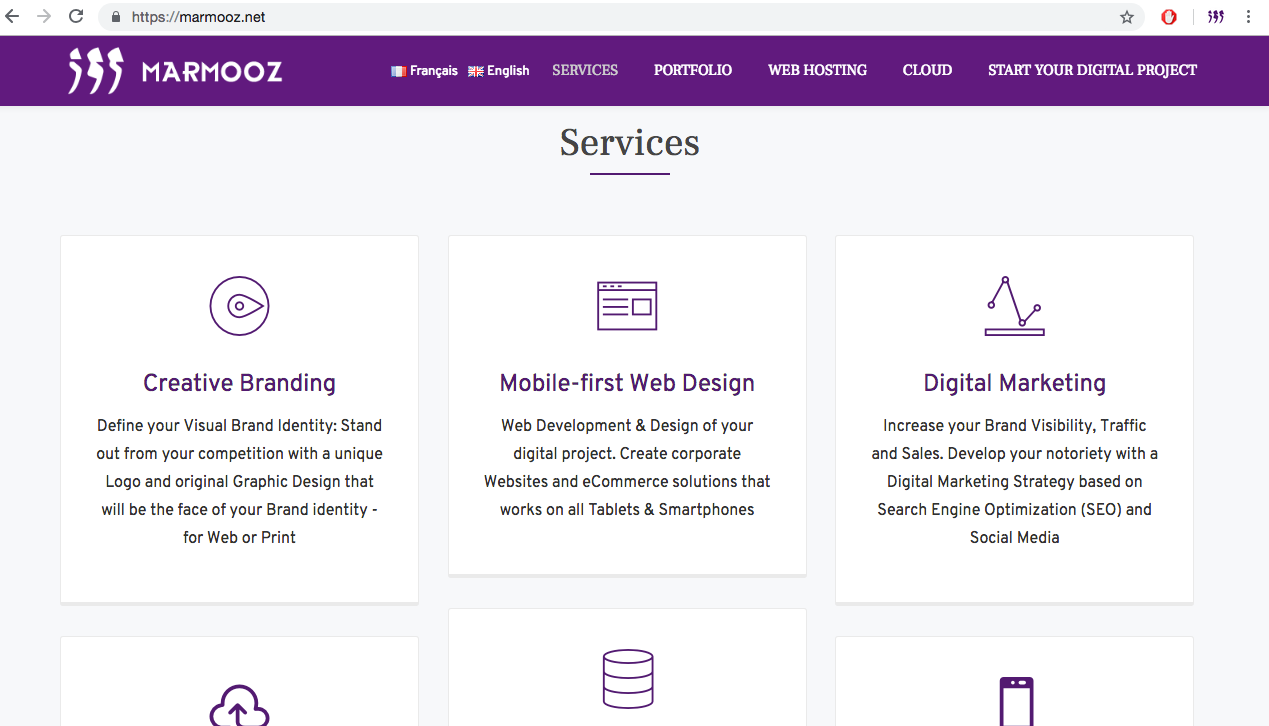 https://marmooz.net
MARMOOZ
Français English SERVICES PORTFOLIO WEB HOSTING CLOUD START YOUR DIGITAL PROJECT
Services
Creative Branding
Define your Visual Brand Identity: Stand
out from your competition with a unique
Logo and original Graphic Design that
will be the face of your Brand identity -
for Web or Print
Mobile-first Web Design
Web Development & Design of your
digital project. Create corporate
Websites and eCommerce solutions that
works on all Tablets & Smartphones
Digital Marketing
Increase your Brand Visibility, Traffic
and Sales. Develop your notoriety with a
Digital Marketing Strategy based on
Search Engine Optimization (SEO) and
Social Media